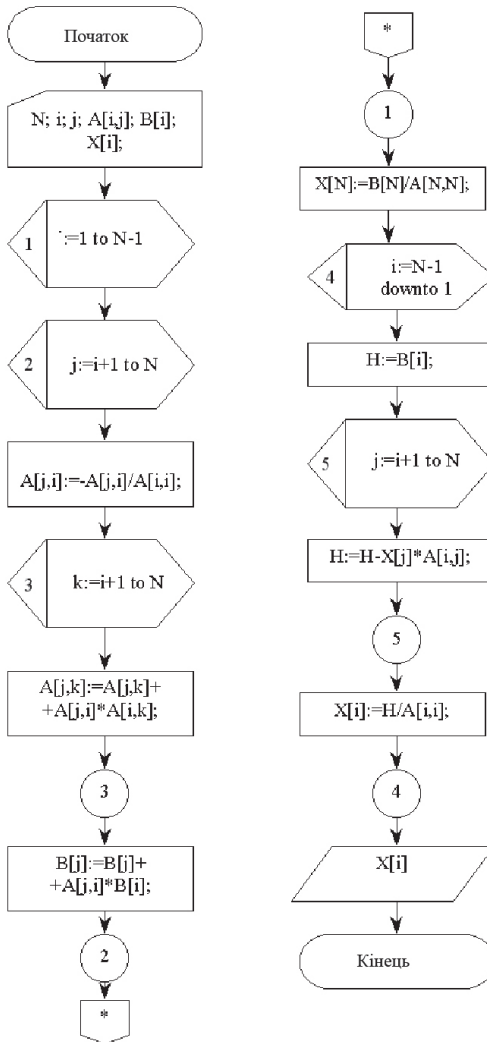 Початок
N; i; j; A[i,j]; B[i];
X[i];
1
:=1 to N-1
2
j:=i+1 to N
A[j,i]:=-A[j,i]/A[i,i];
3
k:=i+1 to N
A[j,k]:=A[j,k]+
+A[j,i]*A[i,k];
3
B[j]:=B[j]+
+A[j,i]*B[i];
2
*
*
1
X[N]:=B[N]/A[N,N];
4
i:=N-1
downto 1
H:=B[i];
5
j:=i+1 to N
H:=H-X[j]*A[i,j];
5
X[i]:=H/A[i,i];
4
X[i]
Кінець